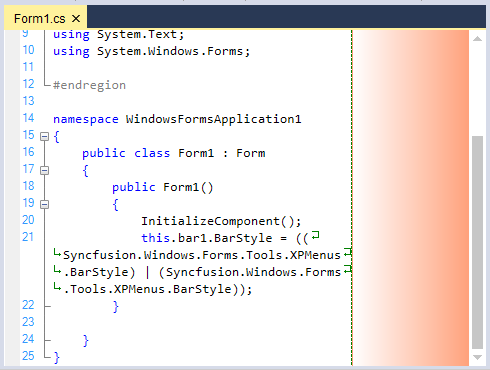 Form1.cs ×
9 using System.Text;
10 using System.Windows.Forms;
11
12 #endregion
13
14 namespace WindowsFormsApplication1
15 {
16 public class Form1 : Form
17 {
18 public Form1()
19 {
20 InitializeComponent();
21 this.bar1.BarStyle = ((
Syncfusion.Windows.Forms.Tools.XPMenus
.BarStyle) | (Syncfusion.Windows.Forms
.Tools.XPMenus.BarStyle));
22 }
23
24 }
25 }